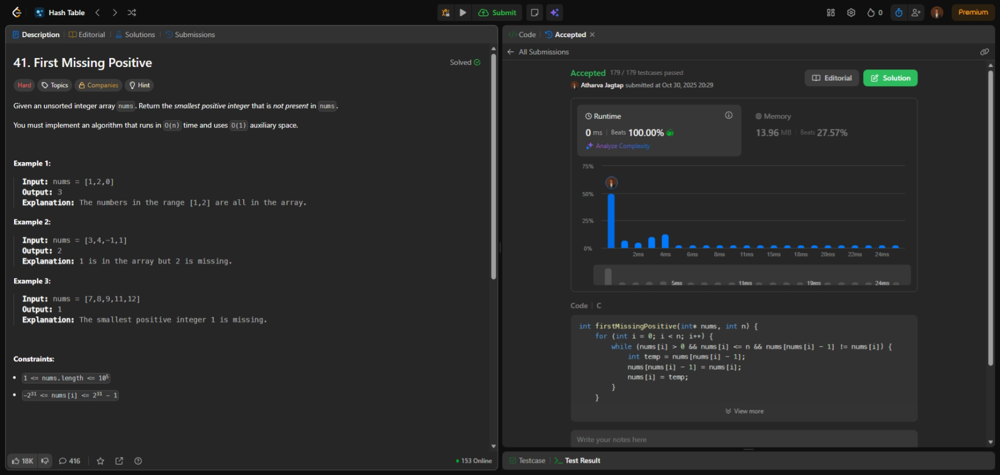 Hash Table
Submit
0
Premium
Description
Editorial
Solutions
Submissions
41. First Missing Positive
Solved
Hard
Topics
Companies
Hint
Given an unsorted integer array nums. Return the smallest positive integer that is not present in nums.
You must implement an algorithm that runs in O(n) time and uses O(1) auxiliary space.
Example 1:
Input: nums = [1,2,0]
Output: 3
Explanation: The numbers in the range [1,2] are all in the array.
Example 2:
Input: nums = [3,4,-1,1]
Output: 2
Explanation: 1 is in the array but 2 is missing.
Example 3:
Input: nums = [7,8,9,11,12]
Output: 1
Explanation: The smallest positive integer 1 is missing.
Constraints:
• 1 <= nums.length <= 10⁵
• -2³¹ <= nums[i] <= 2³¹ - 1
18K
416
153 Online
Code
Accepted
All Submissions
Accepted 179 / 179 testcases passed
Atharva Jagtap submitted at Oct 30, 2025 20:29
Editorial
Solution
Runtime
0 ms | Beats 100.00%
Analyze Complexity
Memory
13.96 MB | Beats 27.57%
75%
50%
25%
0%
2ms 4ms 6ms 8ms 11ms 15ms 18ms 20ms 22ms 24ms
5ms 11ms 19ms 24ms
Code | C
int firstMissingPositive(int* nums, int n) {
    for (int i = 0; i < n; i++) {
        while (nums[i] > 0 && nums[i] <= n && nums[nums[i] - 1] != nums[i]) {
            int temp = nums[nums[i] - 1];
            nums[nums[i] - 1] = nums[i];
            nums[i] = temp;
        }
    }
View more
Write your notes here
Testcase
Test Result